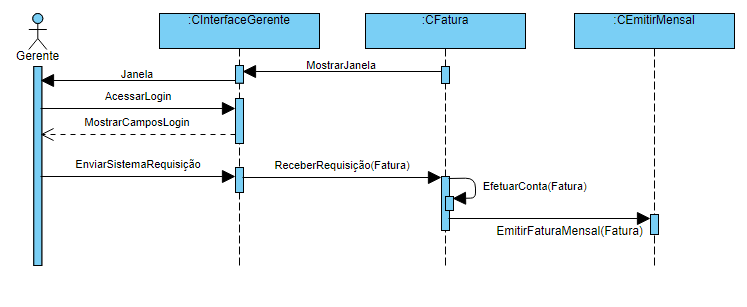 :CInterfaceGerente
:CFatura
:CEmitirMensal
Gerente
MostrarJanela
Janela
AcessarLogin
MostrarCamposLogin
EnviarSistemaRequisição
ReceberRequisição(Fatura)
EfetuarConta(Fatura)
EmitirFaturaMensal(Fatura)